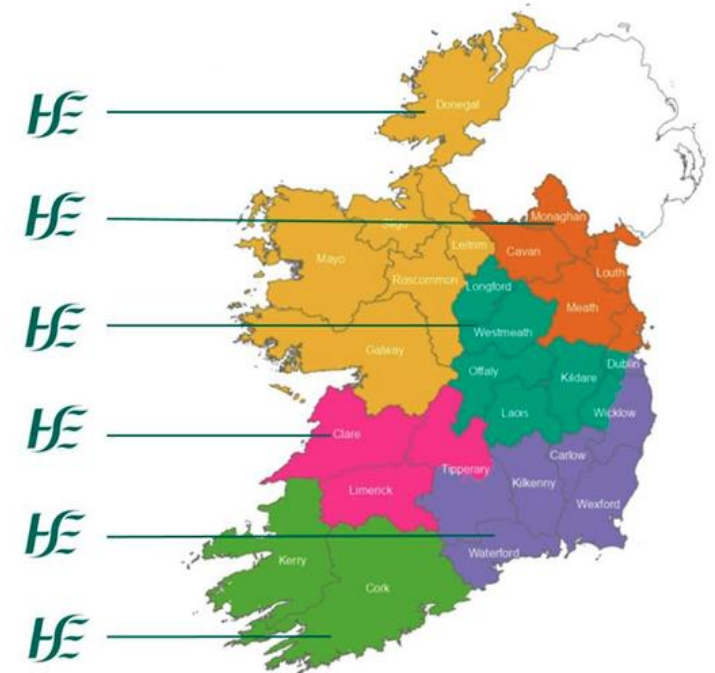 Donegal
HSE
Monaghan
HSE
Sligo
Leitrim
Cavan
Mayo
Louth
Roscommon
Longford
Meath
HSE
Westmeath
Galway
Dublin
Offaly
Kildare
Laois
Wicklow
HSE
Clare
Carlow
Tipperary
Kilkenny
Limerick
Wexford
HSE
Waterford
Kerry
Cork
HSE